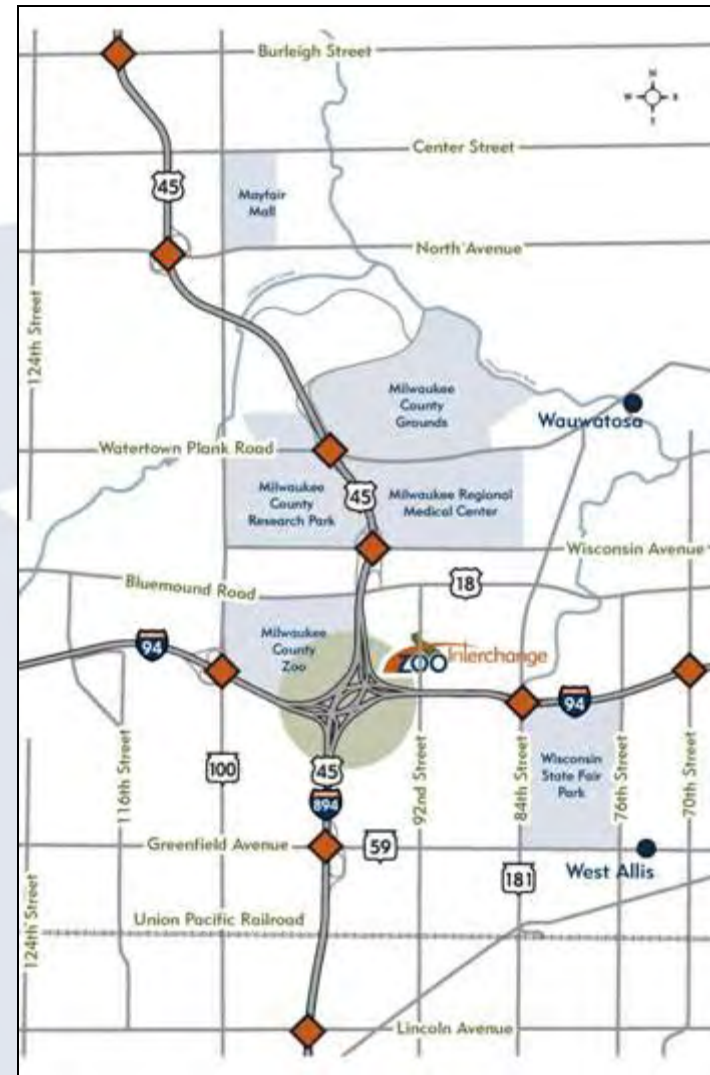 Burleigh Street
N
W
E
S
Center Street
45
Mayfair
Mall
North Avenue
124th Street
Milwaukee
County
Grounds
Wauwatosa
Watertown Plank Road
Milwaukee
County
Research Park
45
Milwaukee Regional
Medical Center
Wisconsin Avenue
Bluemound Road
18
94
Milwaukee
County
Zoo
ZOO Interchange
94
116th Street
100
45
894
92nd Street
84th Street
Wisconsin
State Fair
Park
76th Street
70th Street
Greenfield Avenue
59
West Allis
181
124th Street
Union Pacific Railroad
Lincoln Avenue